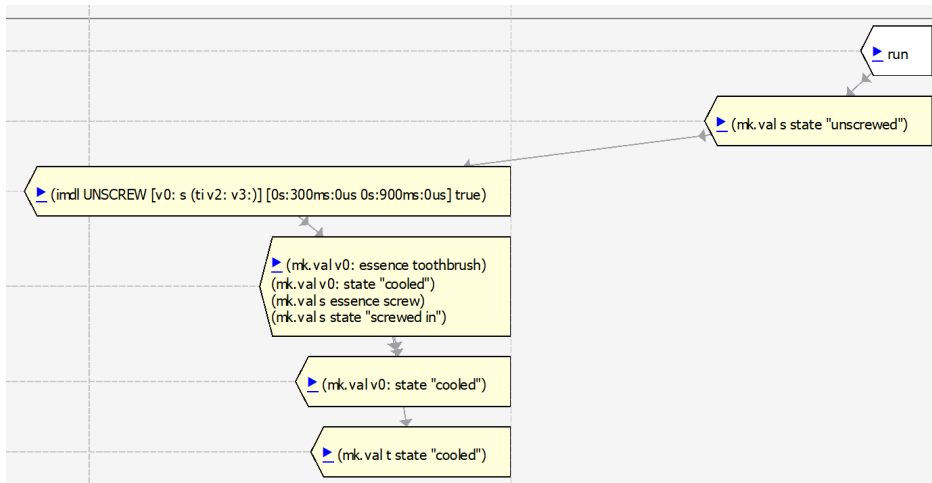 run
(mk.val s state "unscrewed")
(imdl UNSCREW [v0: s (ti v2: v3:)] [0s:300ms:0us 0s:900ms:0us] true)
(mk.val v0: essence toothbrush)
(mk.val v0: state "cooled")
(mk.val s essence screw)
(mk.val s state "screwed in")
(mk.val v0: state "cooled")
(mk.val t state "cooled")